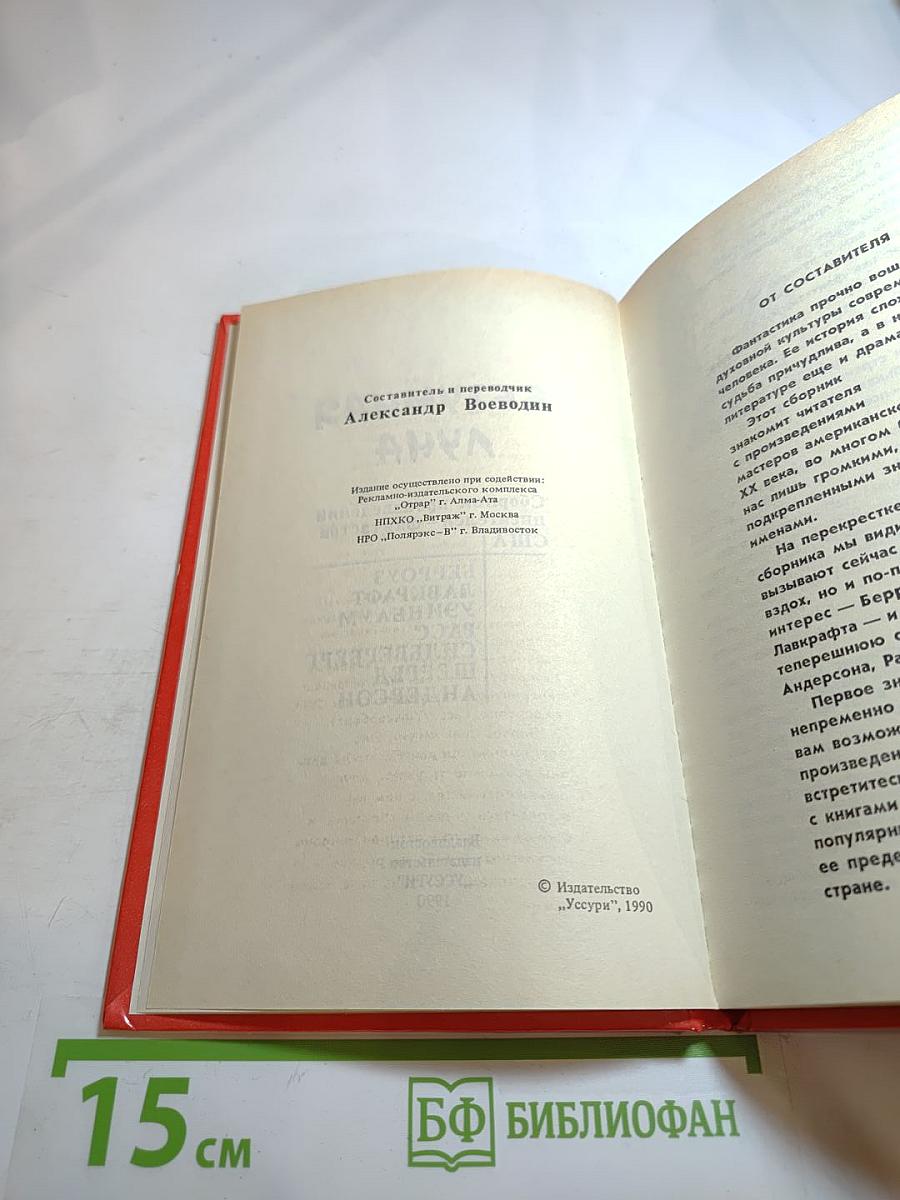 Составитель и переводчик
Александр Воеводин
Издание осуществлено при содействии:
Рекламно-издательского комплекса
„Отрар" г. Алма-Ата
НПХКО „Витраж" г. Москва
НРО „Полярэкс–В" г. Владивосток
© Издательство
„Уссури", 1990
ОТ СОСТАВИТЕЛЯ
Фантастика прочно вош
духовной культуры соврем
человека. Ее история слож
судьба причудлива, а в н
литературе еще и драма
Этот сборник
знакомит читателя
с произведениями
мастеров американско
XX века, во многом
нас лишь громкими,
подкрепленными зн
именами.
На перекрестке
сборника мы види
вызывают сейчас
вздох, но и по-п
интерес — Берр
Лавкрафта — и
теперешнюю с
Андерсона, Ра
Первое зн
непременно
вам возмож
произведен
встретитесь
с книгами
популярн
ее преде
стране.
15 см
БФ БИБЛИОФАН